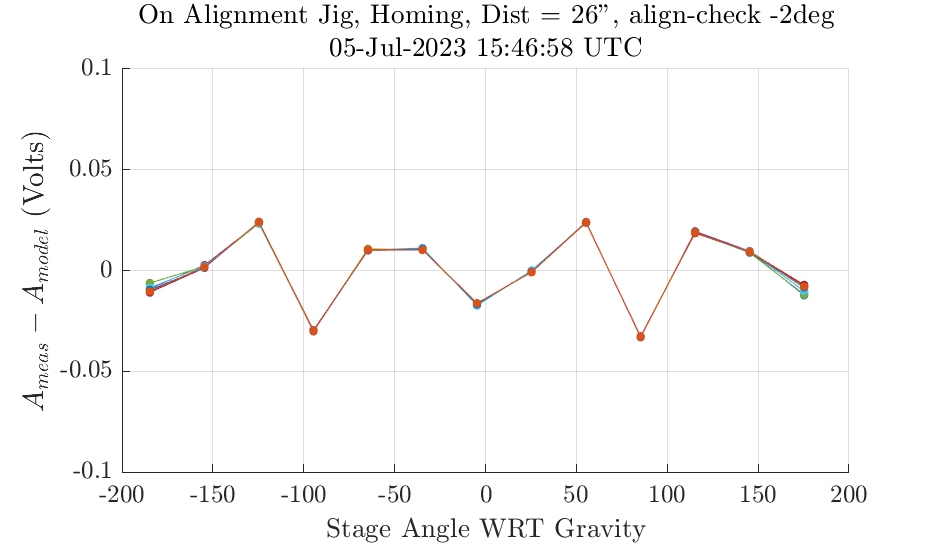 On Alignment Jig, Homing, Dist = 26”, align-check -2deg
05-Jul-2023 15:46:58 UTC
A_meas − A_model (Volts)
0.1
0.05
0
-0.05
-0.1
-200 -150 -100 -50 0 50 100 150 200
Stage Angle WRT Gravity